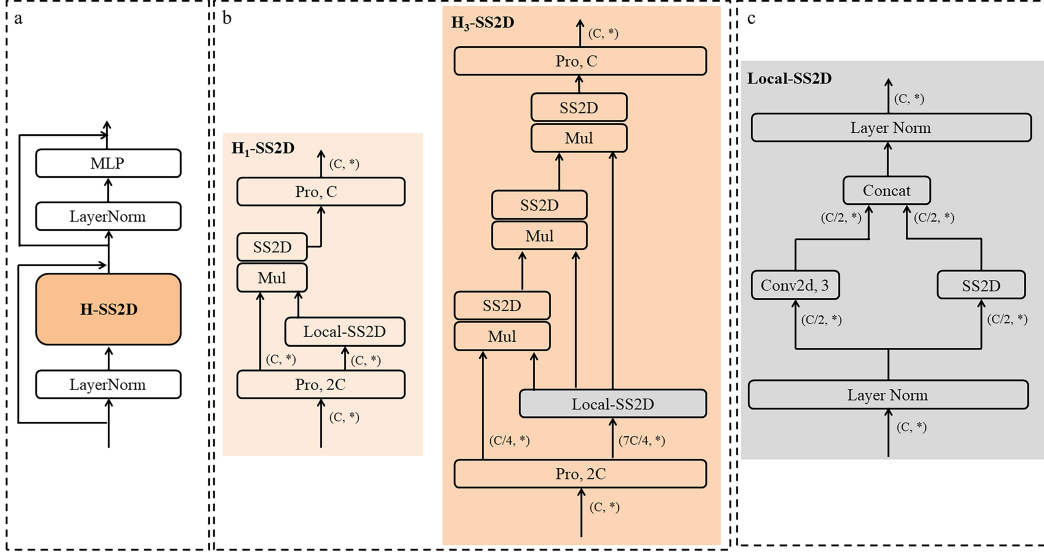 a
MLP
LayerNorm
H-SS2D
LayerNorm
b
H₁-SS2D
(C, *)
Pro, C
SS2D
Mul
Local-SS2D
(C, *)
(C, *)
Pro, 2C
(C, *)
H₃-SS2D
(C, *)
Pro, C
SS2D
Mul
SS2D
Mul
SS2D
Mul
Local-SS2D
(C/4, *)
(7C/4, *)
Pro, 2C
(C, *)
c
Local-SS2D
(C, *)
Layer Norm
Concat
(C/2, *)
(C/2, *)
Conv2d, 3
SS2D
(C/2, *)
(C/2, *)
Layer Norm
(C, *)